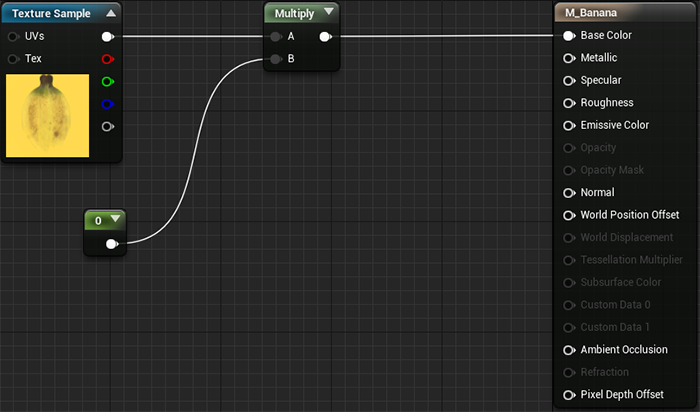 Texture Sample
UVs
Tex
Multiply
A
B
0
M_Banana
Base Color
Metallic
Specular
Roughness
Emissive Color
Opacity
Opacity Mask
Normal
World Position Offset
World Displacement
Tessellation Multiplier
Subsurface Color
Custom Data 0
Custom Data 1
Ambient Occlusion
Refraction
Pixel Depth Offset